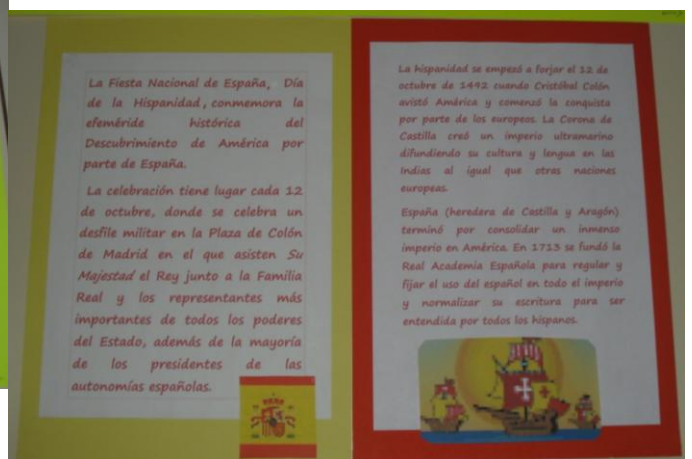 La Fiesta Nacional de España, Día
de la Hispanidad, conmemora la
efeméride histórica del
Descubrimiento de América por
parte de España.
La celebración tiene lugar cada 12
de octubre, donde se celebra un
desfile militar en la Plaza de Colón
de Madrid en el que asisten Su
Majestad el Rey junto a la Familia
Real y los representantes más
importantes de todos los poderes
del Estado, además de la mayoría
de los presidentes de las
autonomías españolas.
La hispanidad se empezó a forjar el 12 de
octubre de 1492 cuando Cristóbal Colón
avistó América y comenzó la conquista
por parte de los europeos. La Corona de
Castilla creó un imperio ultramarino
difundiendo su cultura y lengua en las
Indias al igual que otras naciones
europeas.
España (heredera de Castilla y Aragón)
terminó por consolidar un inmenso
imperio en América. En 1713 se fundó la
Real Academia Española para regular y
fijar el uso del español en todo el imperio
y normalizar su escritura para ser
entendida por todos los hispanos.